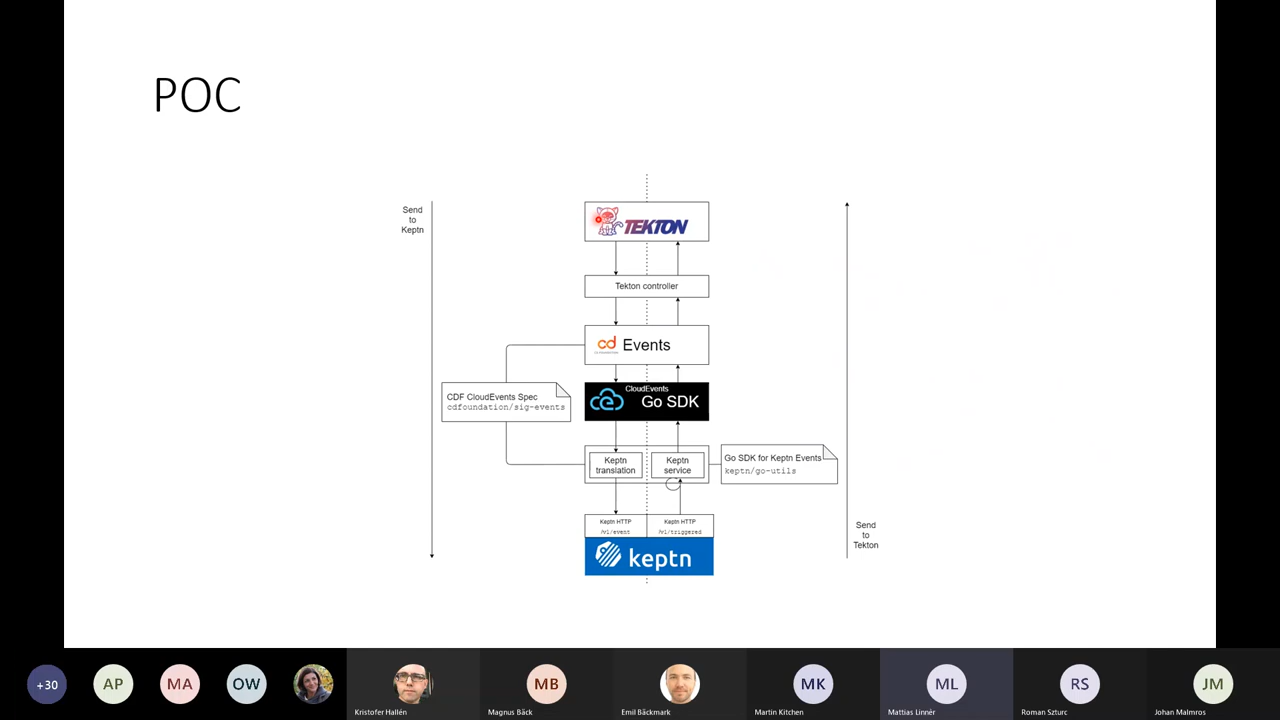 POC
Send
to
Keptn
TEKTON
Tekton controller
cd Events
CloudEvents
Go SDK
CDF CloudEvents Spec
cdfoundation/sig-events
Keptn
translation
Keptn
service
Go SDK for Keptn Events
keptn/go-utils
Keptn HTTP
/v1/event
Keptn HTTP
/v1/triggered
keptn
Send
to
Tekton
+30
AP
MA
OW
Kristofer Hallén
MB
Magnus Bäck
Emil Bäckmark
MK
Martin Kitchen
ML
Mattias Linnér
RS
Roman Szturc
JM
Johan Malmros